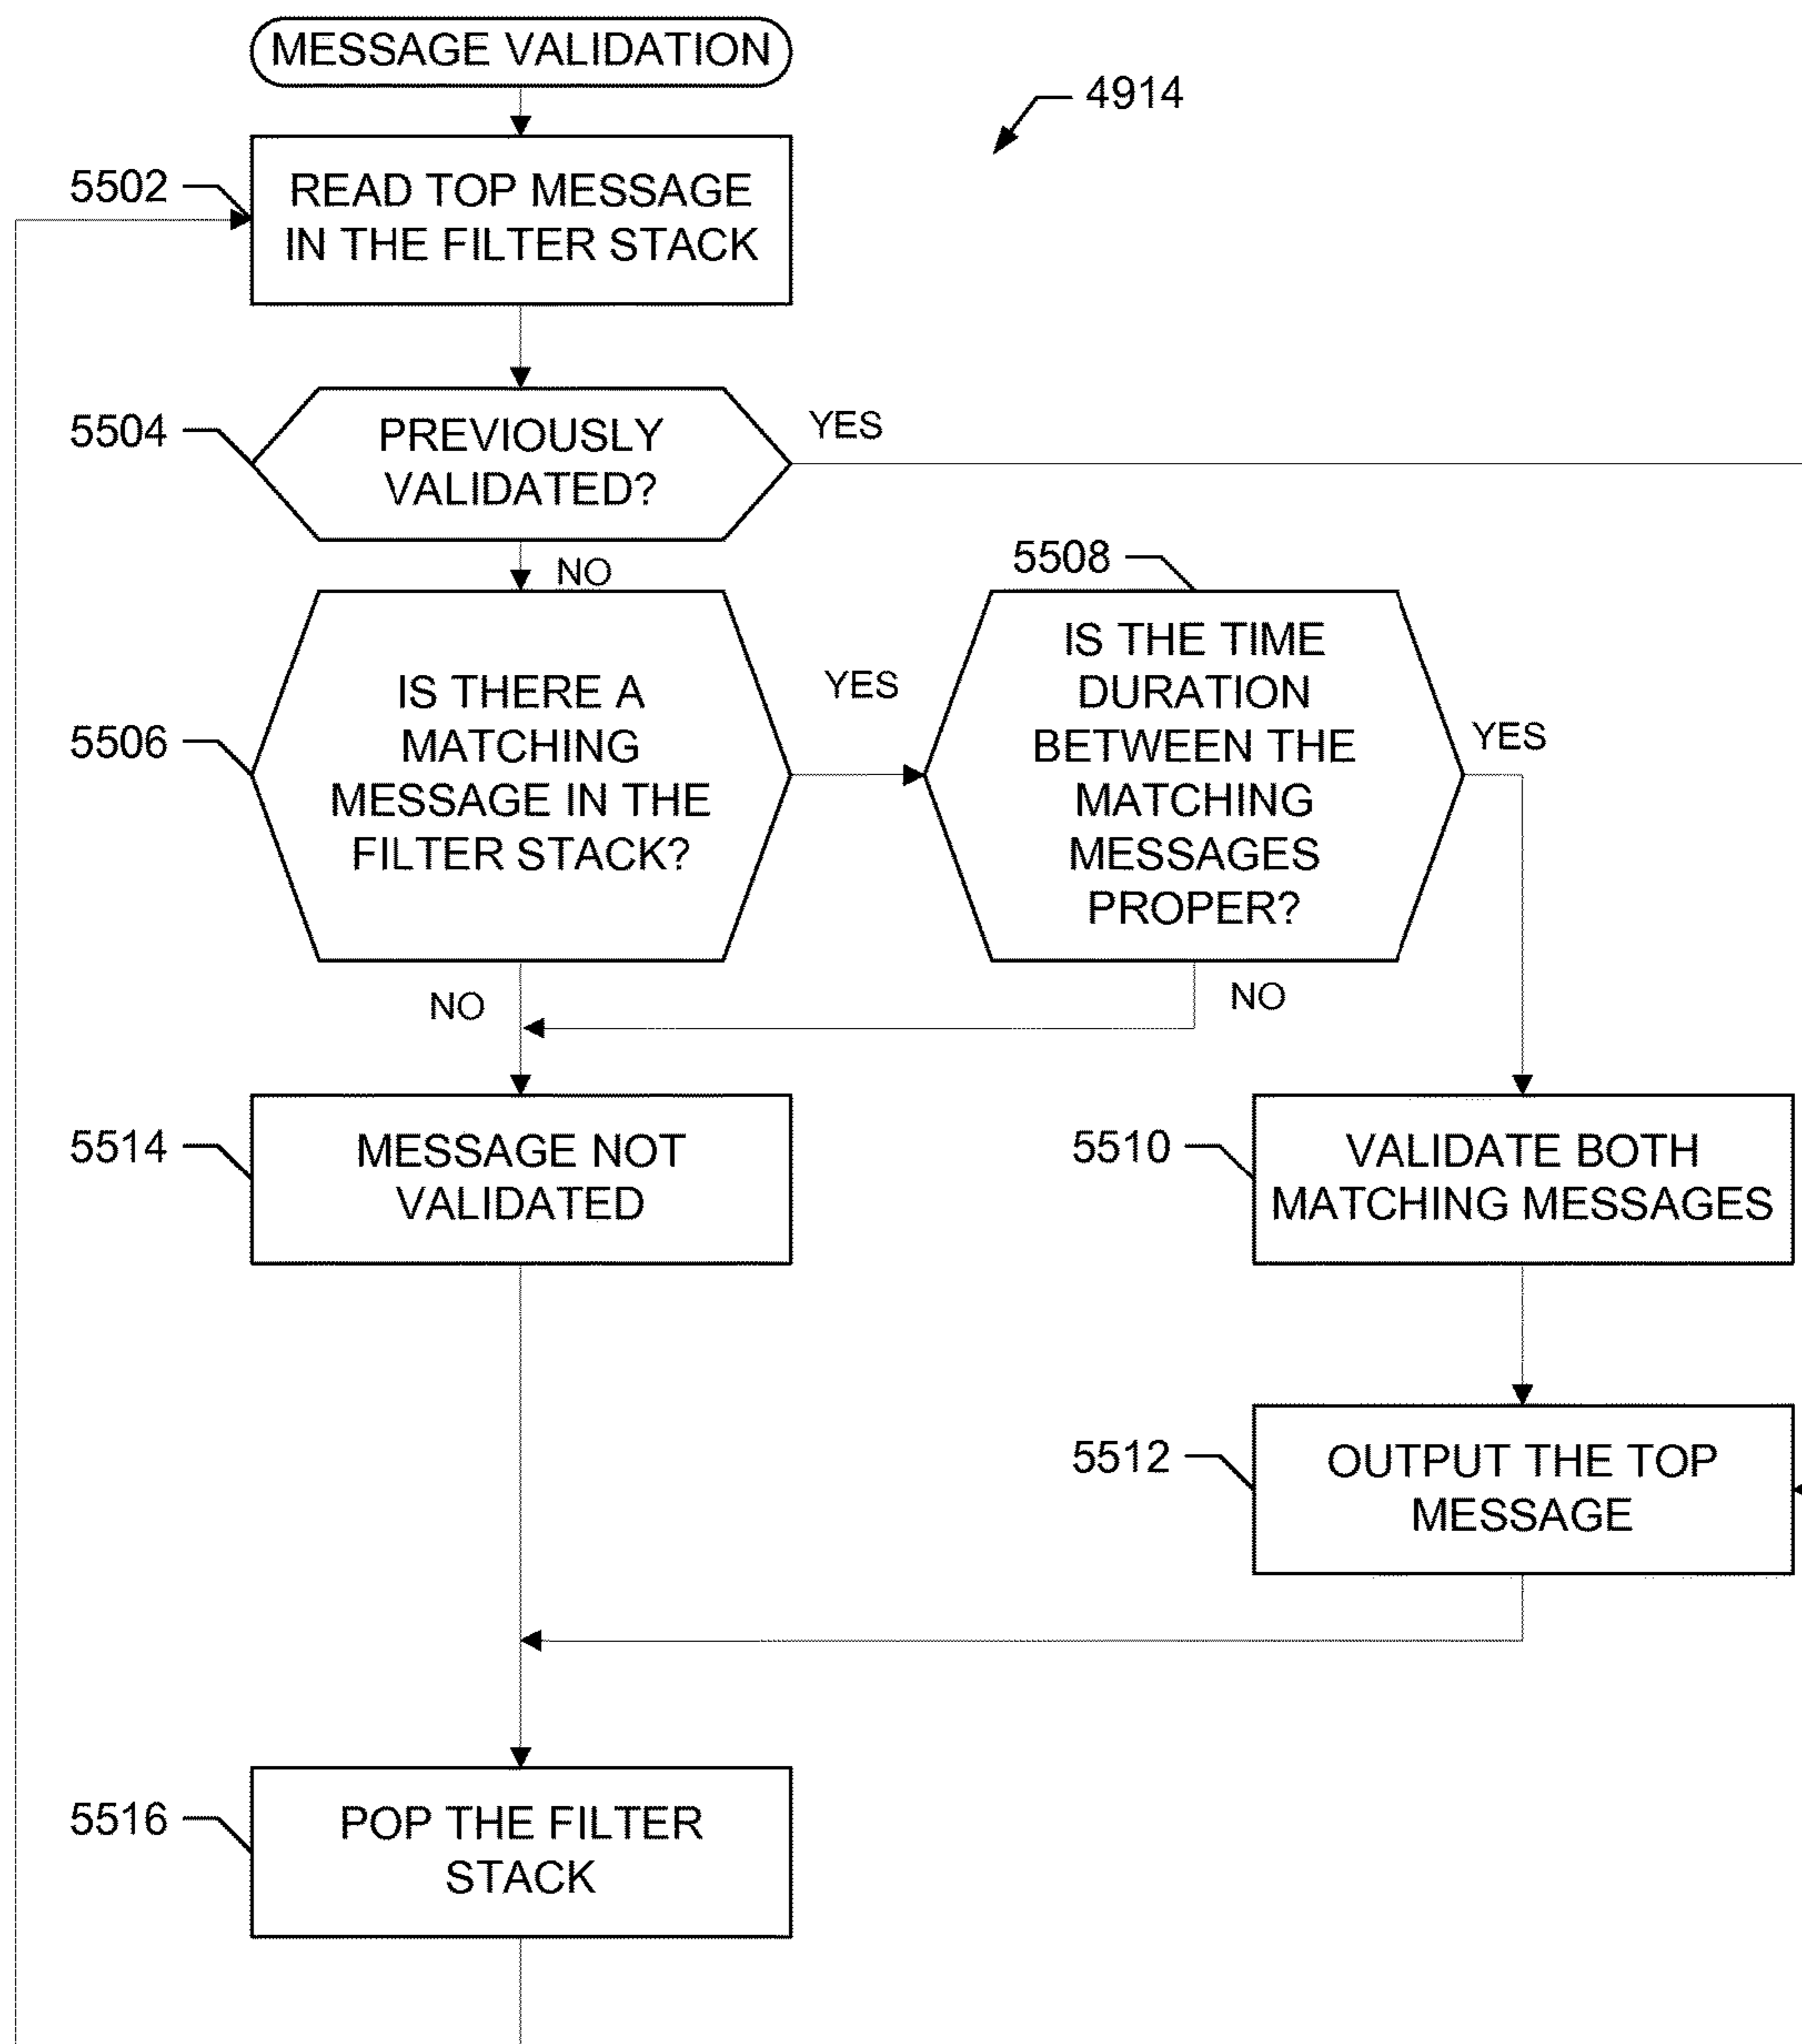 MESSAGE VALIDATION
4914
5502
READ TOP MESSAGE
IN THE FILTER STACK
5504
PREVIOUSLY
VALIDATED?
YES
NO
5506
IS THERE A
MATCHING
MESSAGE IN THE
FILTER STACK?
YES
NO
5508
IS THE TIME
DURATION
BETWEEN THE
MATCHING
MESSAGES
PROPER?
YES
NO
5514
MESSAGE NOT
VALIDATED
5510
VALIDATE BOTH
MATCHING MESSAGES
5512
OUTPUT THE TOP
MESSAGE
5516
POP THE FILTER
STACK